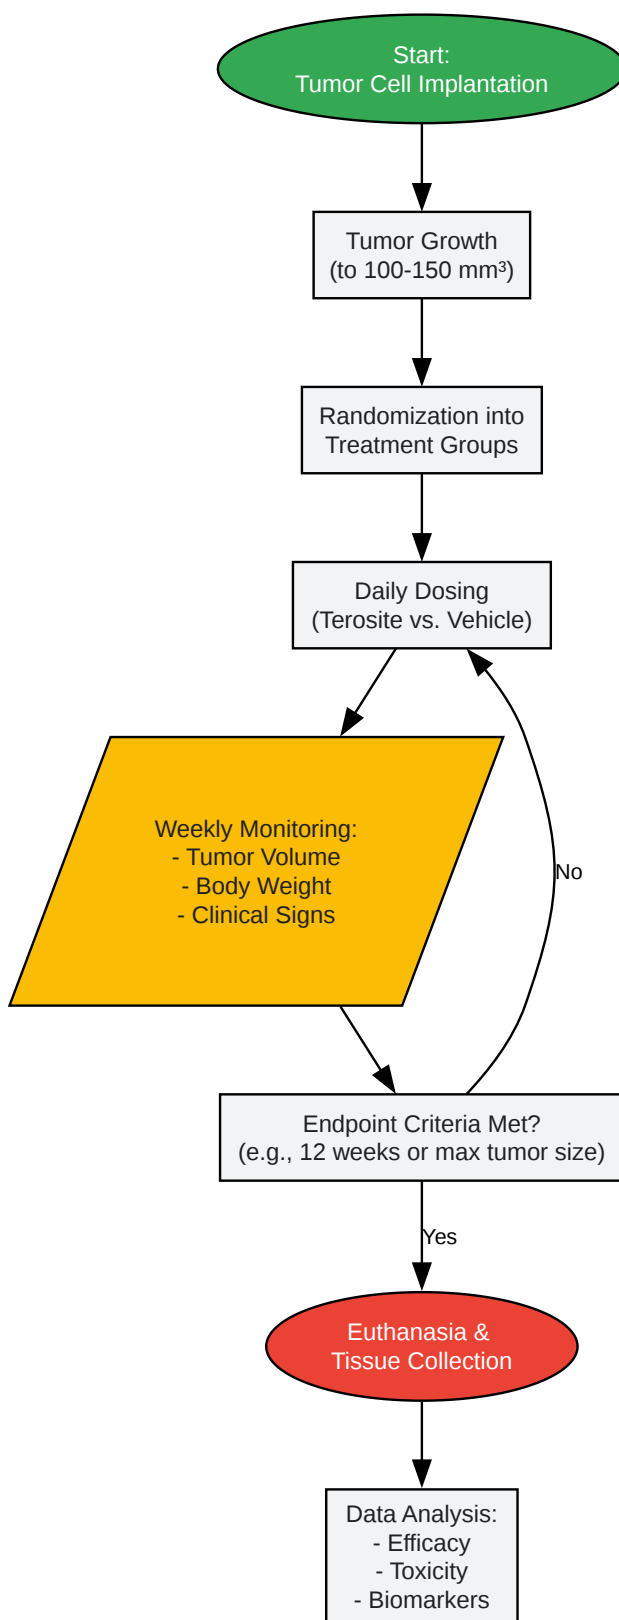 Start:
Tumor Cell Implantation
Tumor Growth
(to 100-150 mm³)
Randomization into
Treatment Groups
Daily Dosing
(Terosite vs. Vehicle)
Weekly Monitoring:
- Tumor Volume
- Body Weight
- Clinical Signs
No
Endpoint Criteria Met?
(e.g., 12 weeks or max tumor size)
Yes
Euthanasia &
Tissue Collection
Data Analysis:
- Efficacy
- Toxicity
- Biomarkers